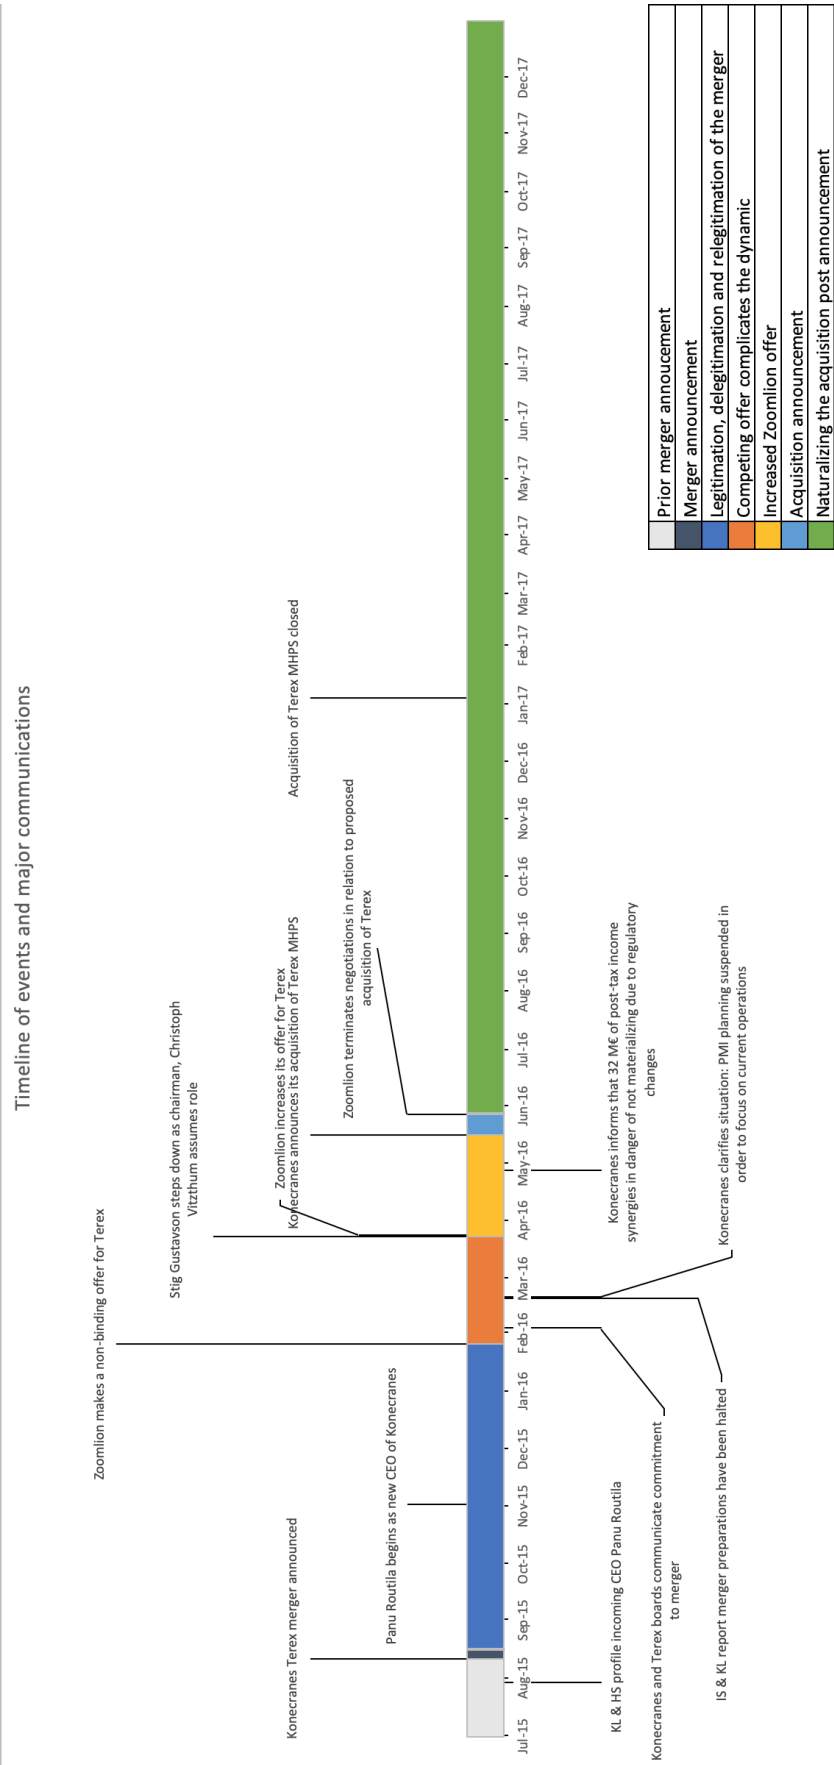 Timeline of events and major communications
Zoomlion makes a non-binding offer for Terex
Stig Gustavson steps down as chairman, Christoph
Vitzthum assumes role
Konecranes Terex merger announced
Zoomlion increases its offer for Terex
Konecranes announces its acquisition of Terex MHPS
Acquisition of Terex MHPS closed
Zoomlion terminates negotiations in relation to proposed
acquisition of Terex
Panu Routila begins as new CEO of Konecranes
Jul-15
Aug-15
Sep-15
Oct-15
Nov-15
Dec-15
Jan-16
Feb-16
Mar-16
Apr-16
May-16
Jun-16
Jul-16
Aug-16
Sep-16
Oct-16
Nov-16
Dec-16
Jan-17
Feb-17
Mar-17
Apr-17
May-17
Jun-17
Jul-17
Aug-17
Sep-17
Oct-17
Nov-17
Dec-17
KL & HS profile incoming CEO Panu Routila
Konecranes and Terex boards communicate commitment
to merger
IS & KL report merger preparations have been halted
Konecranes informs that 32 M€ of post-tax income
synergies in danger of not materializing due to regulatory
changes
Konecranes clarifies situation: PMI planning suspended in
order to focus on current operations
Prior merger annoucement
Merger announcement
Legitimation, delegitimation and relegitimation of the merger
Competing offer complicates the dynamic
Increased Zoomlion offer
Acquisition announcement
Naturalizing the acquisition post announcement